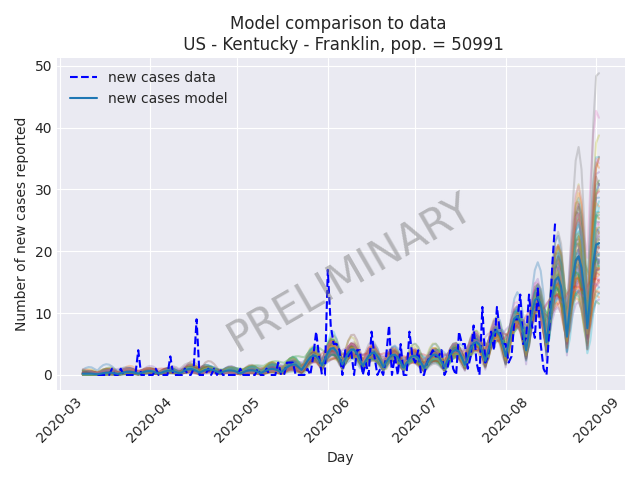 Model comparison to data
US - Kentucky - Franklin, pop. = 50991
new cases data
new cases model
PRELIMINARY
Number of new cases reported
50
40
30
20
10
0
2020-03
2020-04
2020-05
2020-06
2020-07
2020-08
2020-09
Day